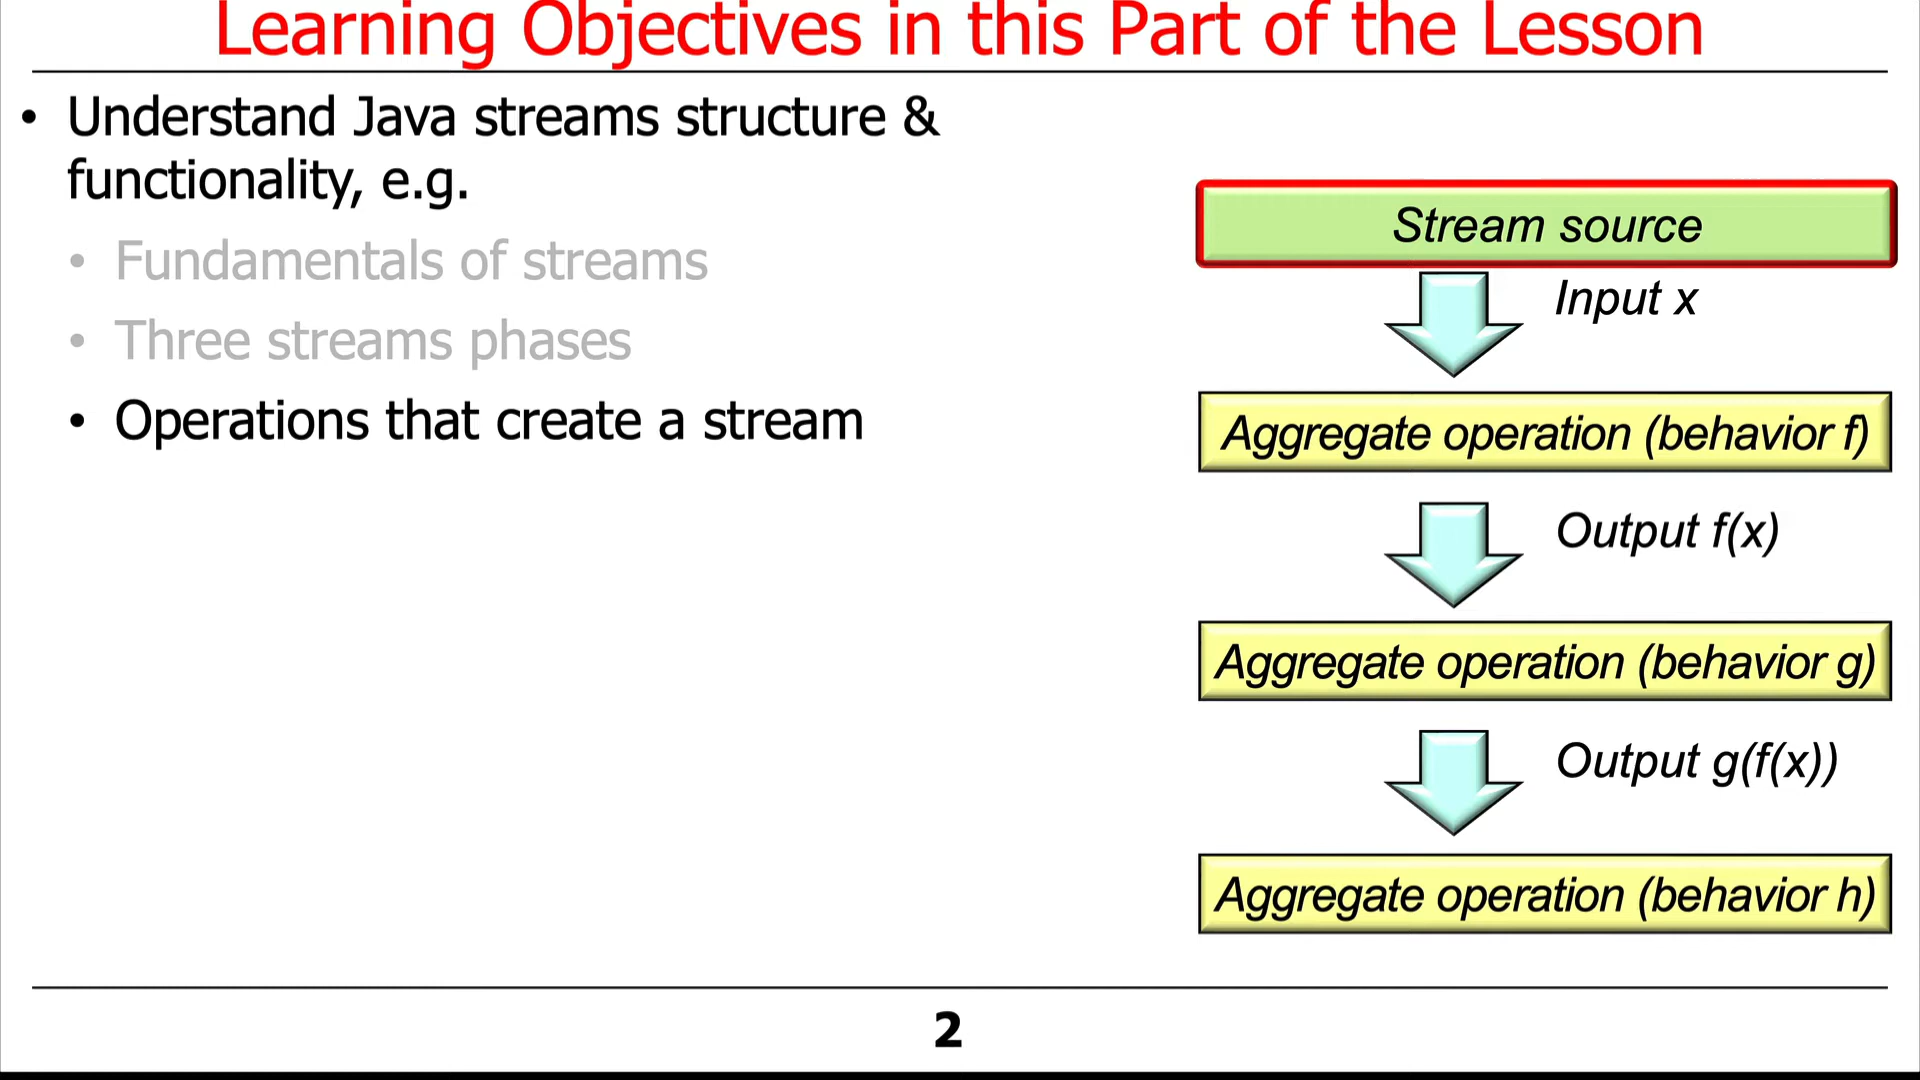 Learning Objectives in this Part of the Lesson
• Understand Java streams structure &
functionality, e.g.
• Fundamentals of streams
• Three streams phases
• Operations that create a stream
Stream source
Input x
Aggregate operation (behavior f)
Output f(x)
Aggregate operation (behavior g)
Output g(f(x))
Aggregate operation (behavior h)
2